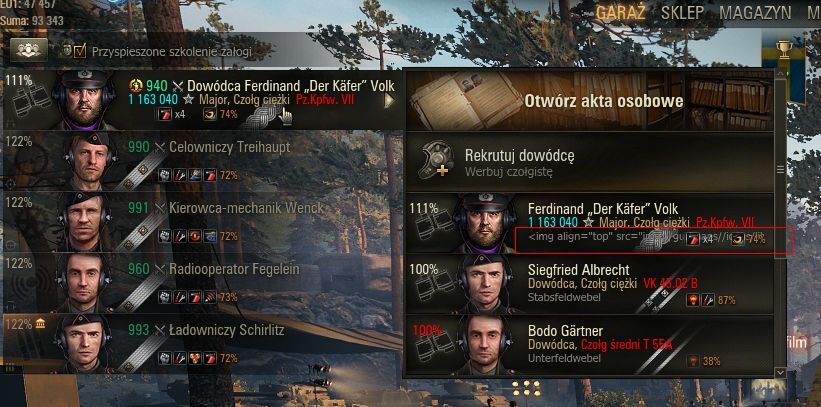 EU1: 47 457
Suma: 93 343
GARAŻ SKLEP MAGAZYN M
Przyspieszone szkolenie załogi
111%
940 Dowódca Ferdinand „Der Käfer” Volk
1 163 040 Major, Czołg ciężki Pz.Kpfw. VII
x4 74%
122%
990 Celowniczy Treihaupt
72%
122%
991 Kierowca-mechanik Wenck
72%
122%
960 Radiooperator Fegelein
73%
122%
993 Ładowniczy Schirlitz
72%
Otwórz akta osobowe
Rekrutuj dowódcę
Werbuj czołgistę
111%
Ferdinand „Der Käfer” Volk
1 163 040 Major, Czołg ciężki Pz.Kpfw. VII
<img align="top" src="img x4 74%
100%
Siegfried Albrecht
Dowódca, Czołg ciężki VK 45.02 B
Stabsfeldwebel
87%
100%
Bodo Gärtner
Dowódca, Czołg średni T 55A
Unterfeldwebel
38%
film